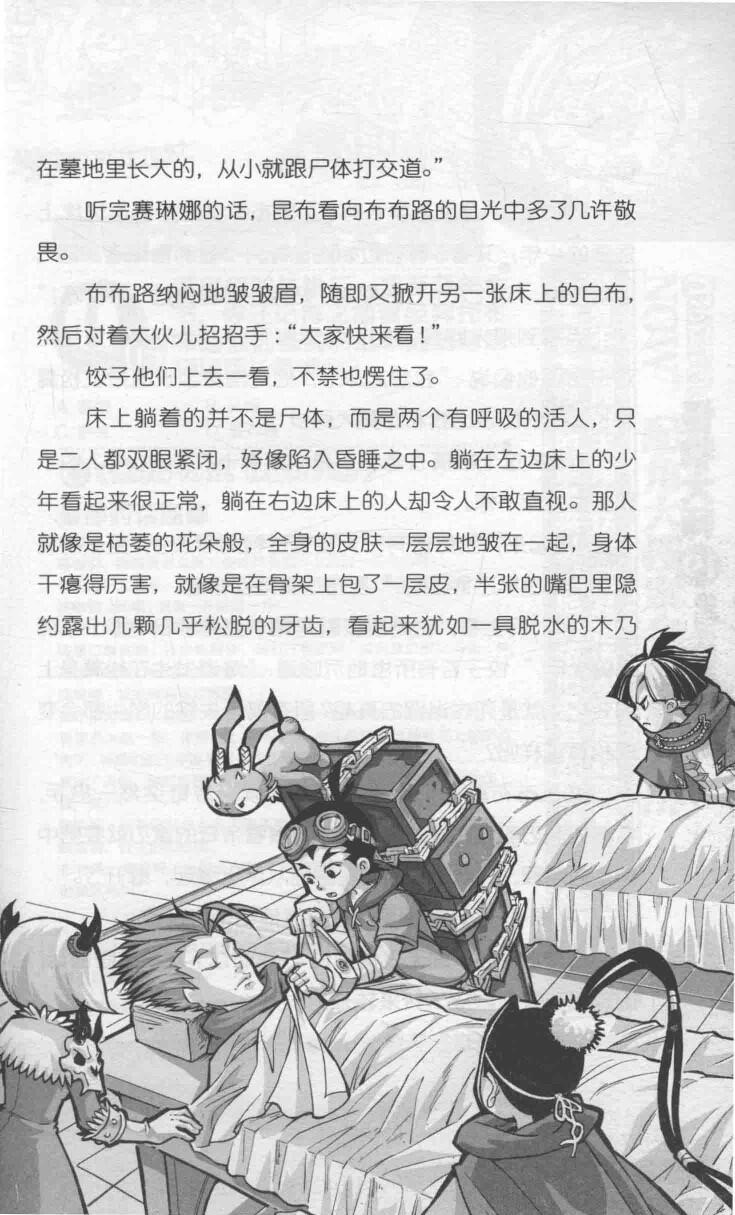 在墓地里长大的，从小就跟尸体打交道。”
听完赛琳娜的话，昆布看向布布路的目光中多了几许敬
畏。
布布路纳闷地皱皱眉，随即又掀开另一张床上的白布，
然后对着大伙儿招招手：“大家快来看！”
饺子他们上去一看，不禁也愣住了。
床上躺着的并不是尸体，而是两个有呼吸的活人，只
是二人都双眼紧闭，好像陷入昏睡之中。躺在左边床上的少
年看起来很正常，躺在右边床上的人却令人不敢直视。那人
就像是枯萎的花朵般，全身的皮肤一层层地皱在一起，身体
干瘪得厉害，就像是在骨架上包了一层皮，半张的嘴巴里隐
约露出几颗几乎松脱的牙齿，看起来犹如一具脱水的木乃